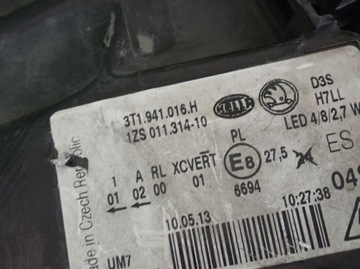 3T1.941.016.H
1ZS 011.314-10
D3S
H7LL
LED 4,8/2,7 W
PL
ES
1 A RL XCVERT
01 02 00 01
E8
27,5
6694
10.05.13
10:27:38
049
UM7
ade in Czech Republic